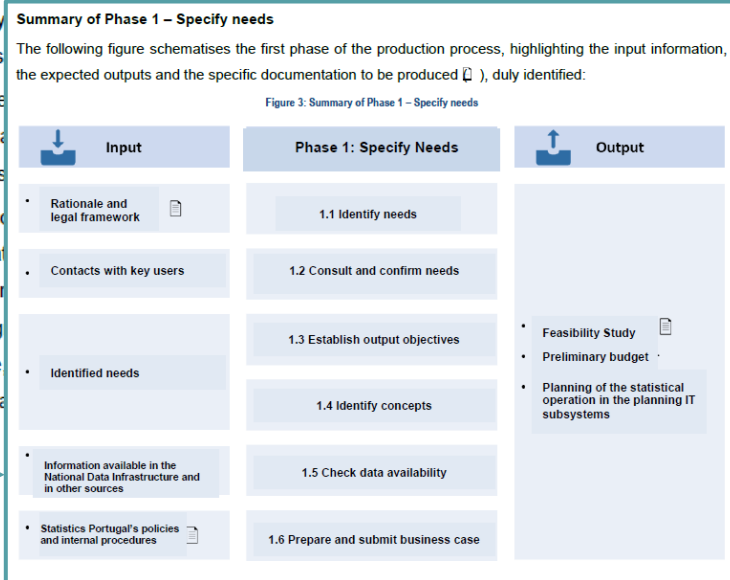 Summary of Phase 1 – Specify needs
The following figure schematises the first phase of the production process, highlighting the input information,
the expected outputs and the specific documentation to be produced ), duly identified:
Figure 3: Summary of Phase 1 – Specify needs
Input
Phase 1: Specify Needs
Output
• Rationale and
legal framework
1.1 Identify needs
• Contacts with key users
1.2 Consult and confirm needs
1.3 Establish output objectives
• Identified needs
1.4 Identify concepts
• Information available in the
National Data Infrastructure and
in other sources
1.5 Check data availability
• Statistics Portugal's policies
and internal procedures
1.6 Prepare and submit business case
• Feasibility Study
• Preliminary budget
• Planning of the statistical
operation in the planning IT
subsystems